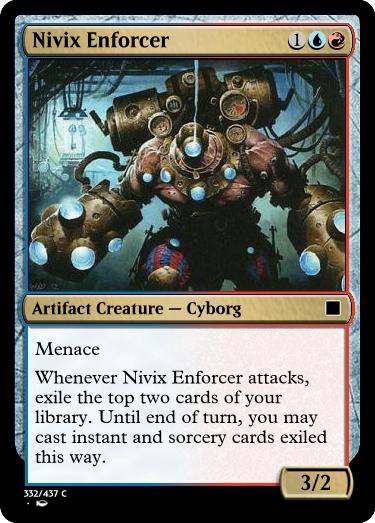 Nivix Enforcer 1
Artifact Creature — Cyborg
Menace
Whenever Nivix Enforcer attacks,
exile the top two cards of your
library. Until end of turn, you may
cast instant and sorcery cards exiled
this way.
3/2
332/437 C